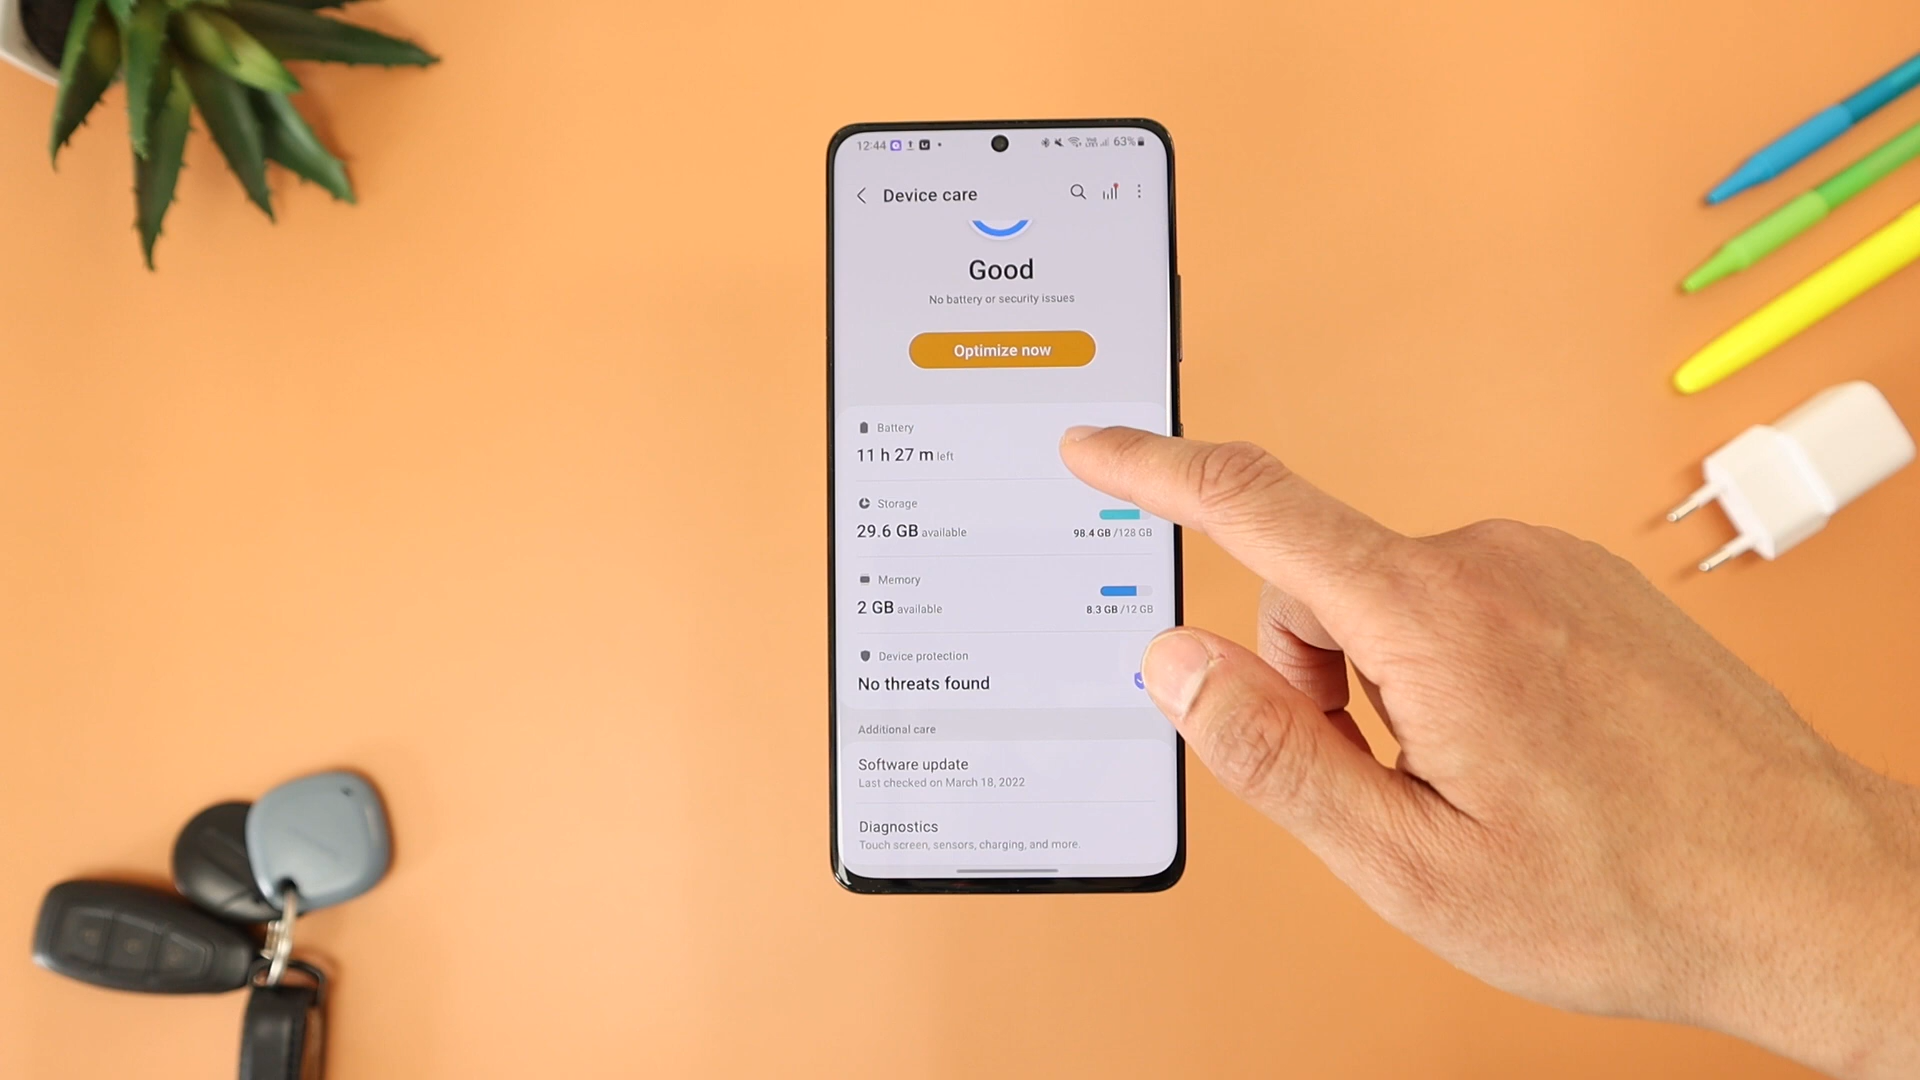 12:44 63%
Device care
Good
No battery or security issues
Optimize now
Battery
11 h 27 m left
Storage
29.6 GB available
98.4 GB /128 GB
Memory
2 GB available
8.3 GB /12 GB
Device protection
No threats found
Additional care
Software update
Last checked on March 18, 2022
Diagnostics
Touch screen, sensors, charging, and more.